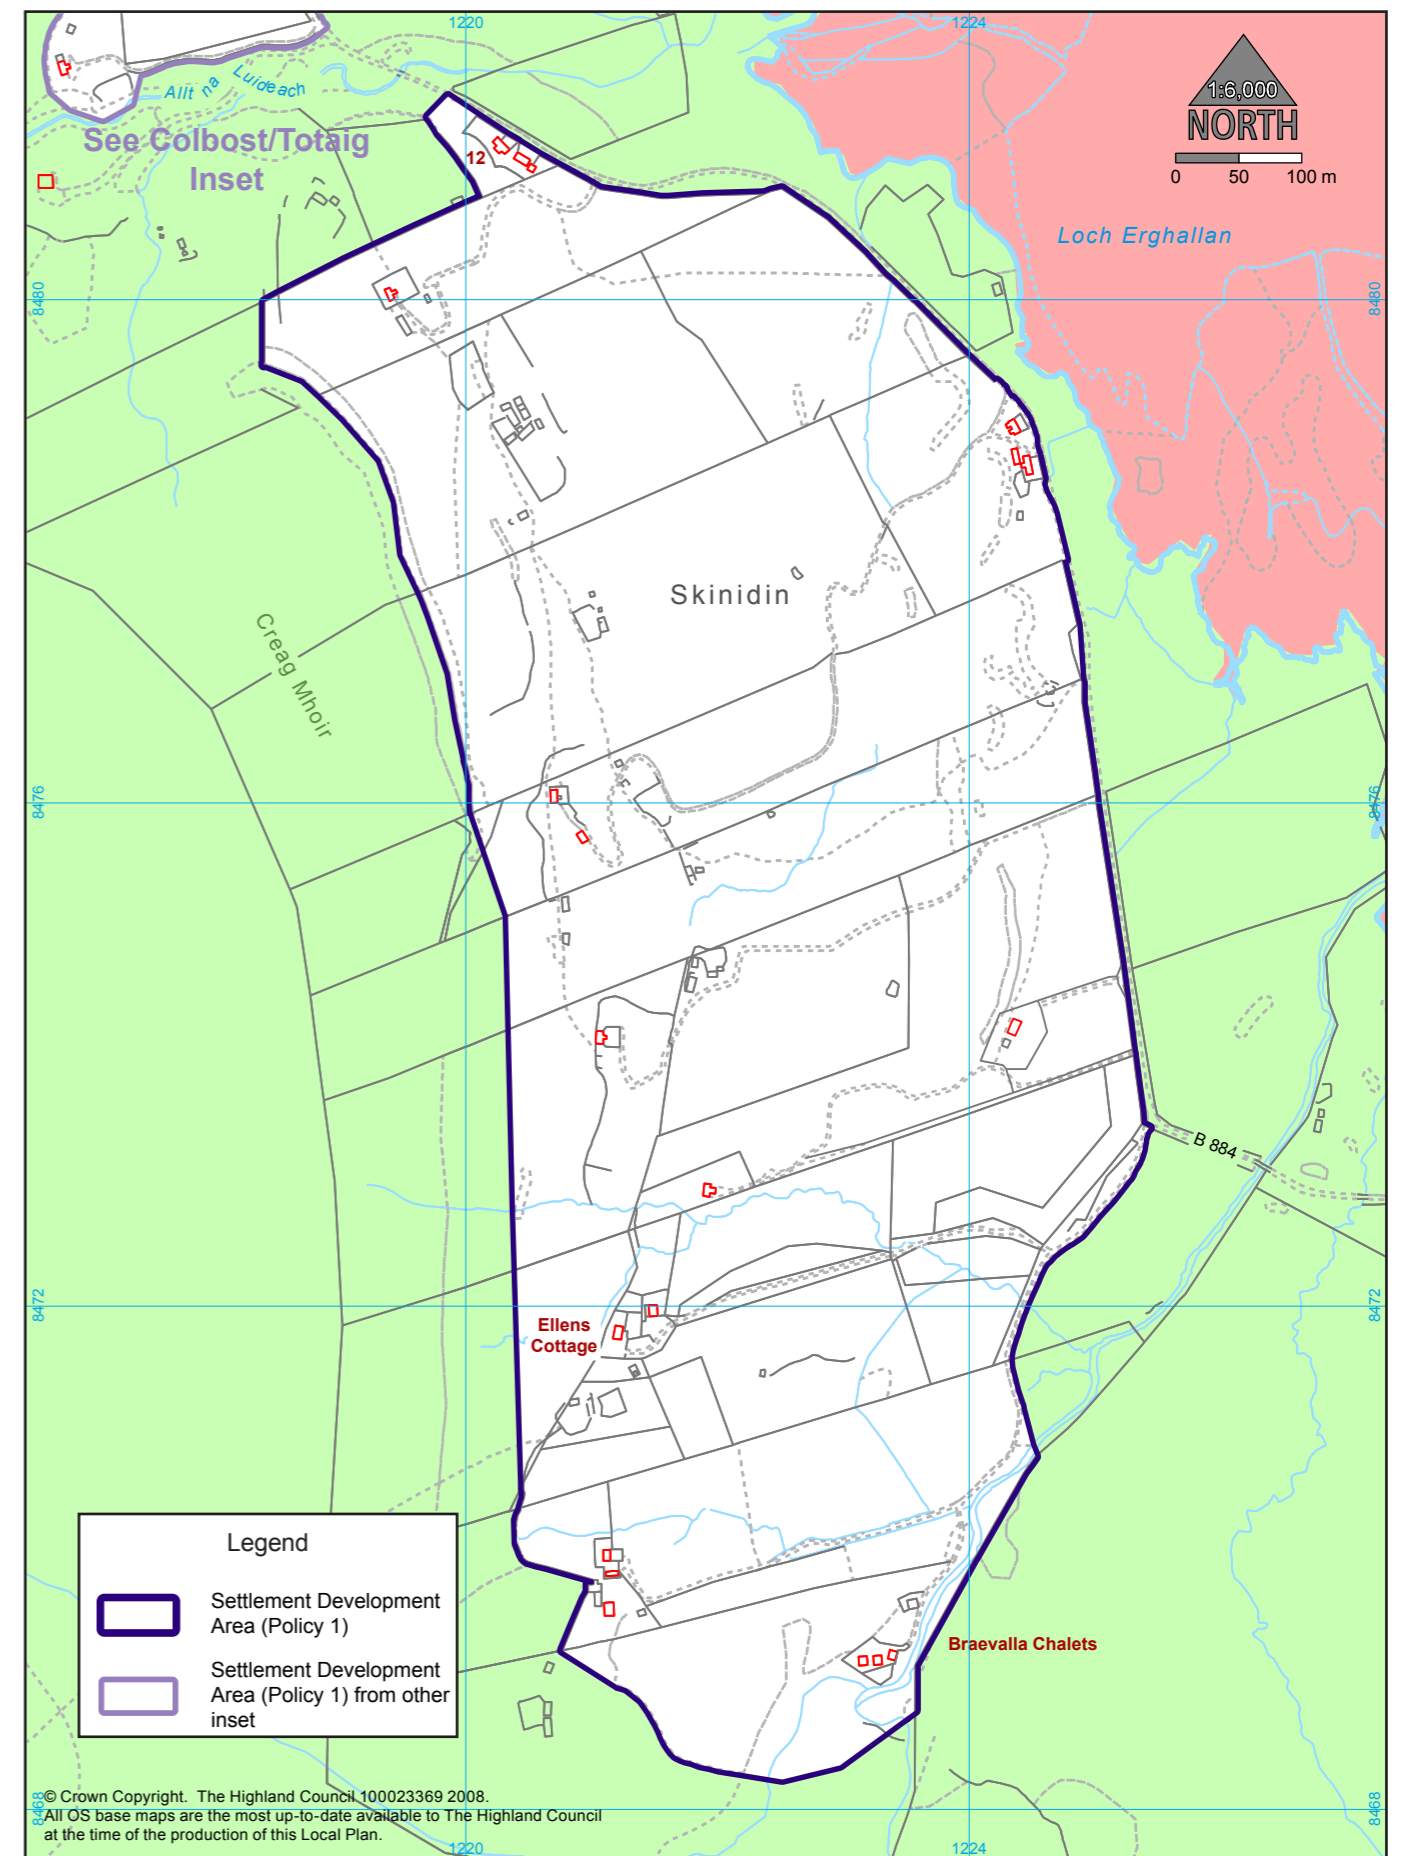 1220
1224
Allt na Luideach
See Colbost/Totaig
Inset
12
1:6,000
NORTH
0 50 100 m
Loch Erghallan
8480
8480
Skinidin
Creag Mhoir
8476
8476
B 884
8472
8472
Ellens
Cottage
Braevalla Chalets
Legend
Settlement Development
Area (Policy 1)
Settlement Development
Area (Policy 1) from other
inset
8468
8468
© Crown Copyright. The Highland Council 100023369 2008.
All OS base maps are the most up-to-date available to The Highland Council
at the time of the production of this Local Plan.
1220
1224